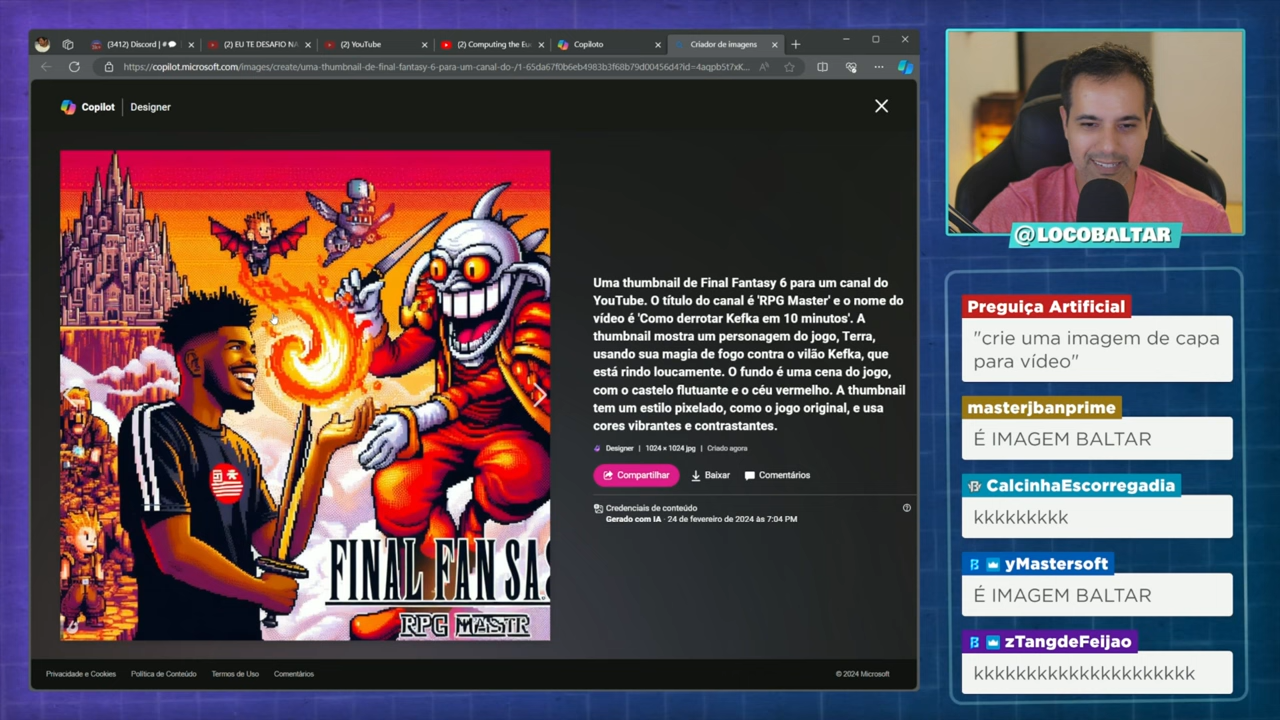 (3412) Discord | #
(2) EU TE DESAFIO NA
(2) YouTube
(2) Computing the Eu
Copiloto
Criador de imagens
https://copilot.microsoft.com/images/create/uma-thumbnail-de-final-fantasy-6-para-um-canal-do-/1-65da67f0b6eb4983b3f68b79d00456d4?id=4aqpb5t7xK...
Copilot | Designer
Uma thumbnail de Final Fantasy 6 para um canal do
YouTube. O título do canal é 'RPG Master' e o nome do
vídeo é 'Como derrotar Kefka em 10 minutos'. A
thumbnail mostra um personagem do jogo, Terra,
usando sua magia de fogo contra o vilão Kefka, que
está rindo loucamente. O fundo é uma cena do jogo,
com o castelo flutuante e o céu vermelho. A thumbnail
tem um estilo pixelado, como o jogo original, e usa
cores vibrantes e contrastantes.
Designer | 1024 × 1024 jpg | Criado agora
Compartilhar Baixar Comentários
Credenciais de conteúdo
Gerado com IA · 24 de fevereiro de 2024 às 7:04 PM
FINAL FAN SAS
RPG MASTR
Privacidade e Cookies Política de Conteúdo Termos de Uso Comentários © 2024 Microsoft
@LOCOBALTAR
Preguiça Artificial
"crie uma imagem de capa
para vídeo"
masterjbanprime
É IMAGEM BALTAR
CalcinhaEscorregadia
kkkkkkkkk
yMastersoft
É IMAGEM BALTAR
zTangdeFeijao
kkkkkkkkkkkkkkkkkkkkk